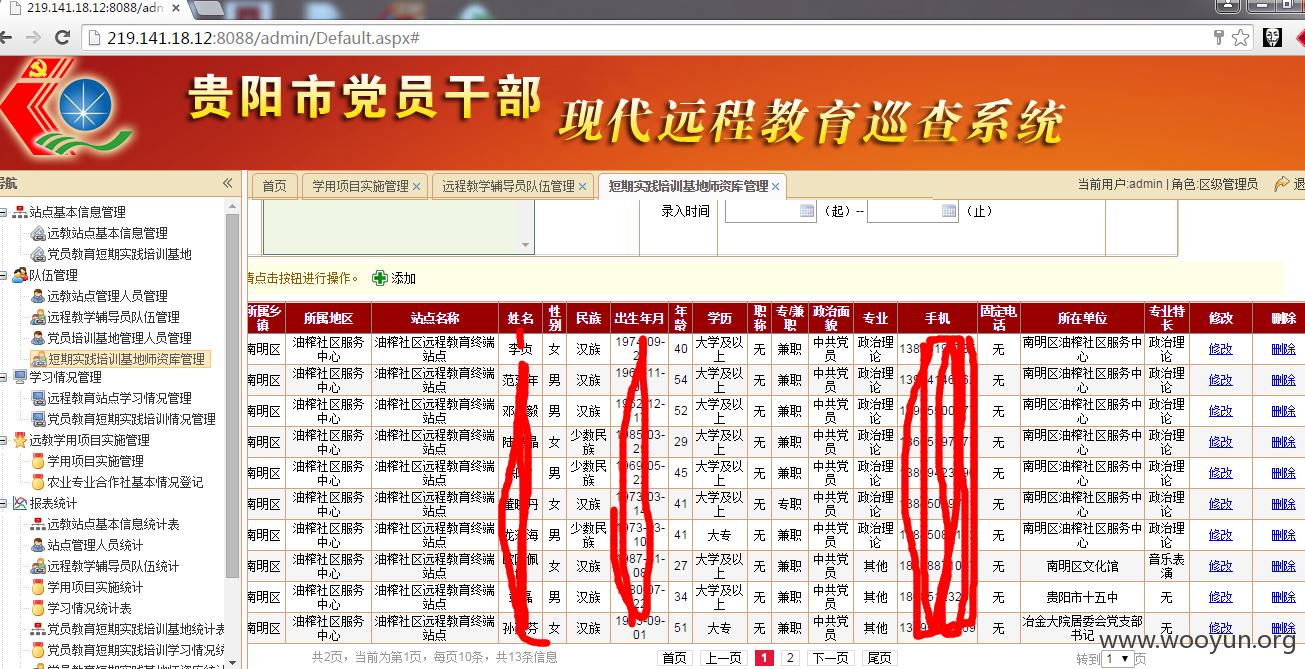 219.141.18.12:8088/adn
219.141.18.12:8088/admin/Default.aspx#
贵阳市党员干部
现代远程教育巡查系统
导航
首页
学用项目实施管理
远程教学辅导员队伍管理
短期实践培训基地师资库管理
当前用户:admin | 角色:区级管理员
退
站点基本信息管理
远教站点基本信息管理
党员教育短期实践培训基地
队伍管理
远教站点管理人员管理
远程教学辅导员队伍管理
党员培训基地管理人员管理
短期实践培训基地师资库管理
学习情况管理
远程教育站点学习情况管理
党员教育短期实践培训情况管理
远教学用项目实施管理
学用项目实施管理
农业专业合作社基本情况登记
报表统计
远教站点基本信息统计表
站点管理人员统计
远程教学辅导员队伍统计
学用项目实施统计
学习情况统计表
党员教育短期实践培训基地统计表
党员教育短期实践培训学习情况
录入时间 (起) -- (止)
请点击按钮进行操作。 添加
所属乡镇 所属地区 站点名称 姓名 性别 民族 出生年月 年龄 学历 职称 专/兼职 政治面貌 专业 手机 固定电话 所在单位 专业特长 修改 删除
南明区 油榨社区服务中心 油榨社区远程教育终端站点 女 汉族 40 大学及以上 无 兼职 中共党员 政治理论 无 南明区油榨社区服务中心 政治理论 修改 删除
南明区 油榨社区服务中心 油榨社区远程教育终端站点 男 汉族 54 大学及以上 无 兼职 中共党员 政治理论 无 南明区油榨社区服务中心 政治理论 修改 删除
南明区 油榨社区服务中心 油榨社区远程教育终端站点 男 汉族 52 大学及以上 无 兼职 中共党员 政治理论 无 南明区油榨社区服务中心 政治理论 修改 删除
南明区 油榨社区服务中心 油榨社区远程教育终端站点 女 少数民族 29 大学及以上 无 兼职 中共党员 政治理论 无 南明区油榨社区服务中心 政治理论 修改 删除
南明区 油榨社区服务中心 油榨社区远程教育终端站点 男 少数民族 45 大学及以上 无 兼职 中共党员 政治理论 无 南明区油榨社区服务中心 政治理论 修改 删除
南明区 油榨社区服务中心 油榨社区远程教育终端站点 女 汉族 41 大学及以上 无 专职 中共党员 政治理论 无 南明区油榨社区服务中心 政治理论 修改 删除
南明区 油榨社区服务中心 油榨社区远程教育终端站点 男 少数民族 41 大专 无 兼职 中共党员 政治理论 无 南明区油榨社区服务中心 政治理论 修改 删除
南明区 油榨社区服务中心 油榨社区远程教育终端站点 女 汉族 27 大学及以上 无 兼职 中共党员 其他 无 南明区文化馆 音乐表演 修改 删除
南明区 油榨社区服务中心 油榨社区远程教育终端站点 男 汉族 34 大学及以上 无 兼职 中共党员 其他 无 贵阳市十五中 无 修改 删除
南明区 油榨社区服务中心 油榨社区远程教育终端站点 女 汉族 51 大专 无 兼职 中共党员 其他 无 冶金大院居委会党支部书记 无 修改 删除
共2页，当前为第1页，每页10条，共13条信息 首页 上一页 1 2 下一页 尾页 转到 1 页
www.wooyun.org